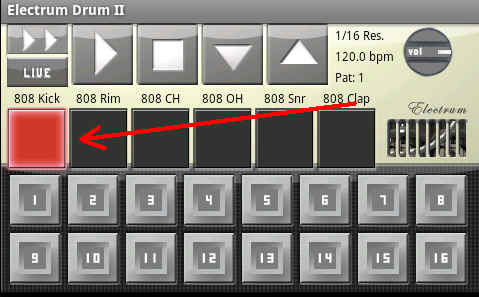 Electrum Drum II
1/16 Res.
vol
120.0 bpm
LIVE
Pat: 1
808 Kick 808 Rim 808 CH 808 OH 808 Snr 808 Clap
Electrum
1 2 3 4 5 6 7 8
9 10 11 12 13 14 15 16